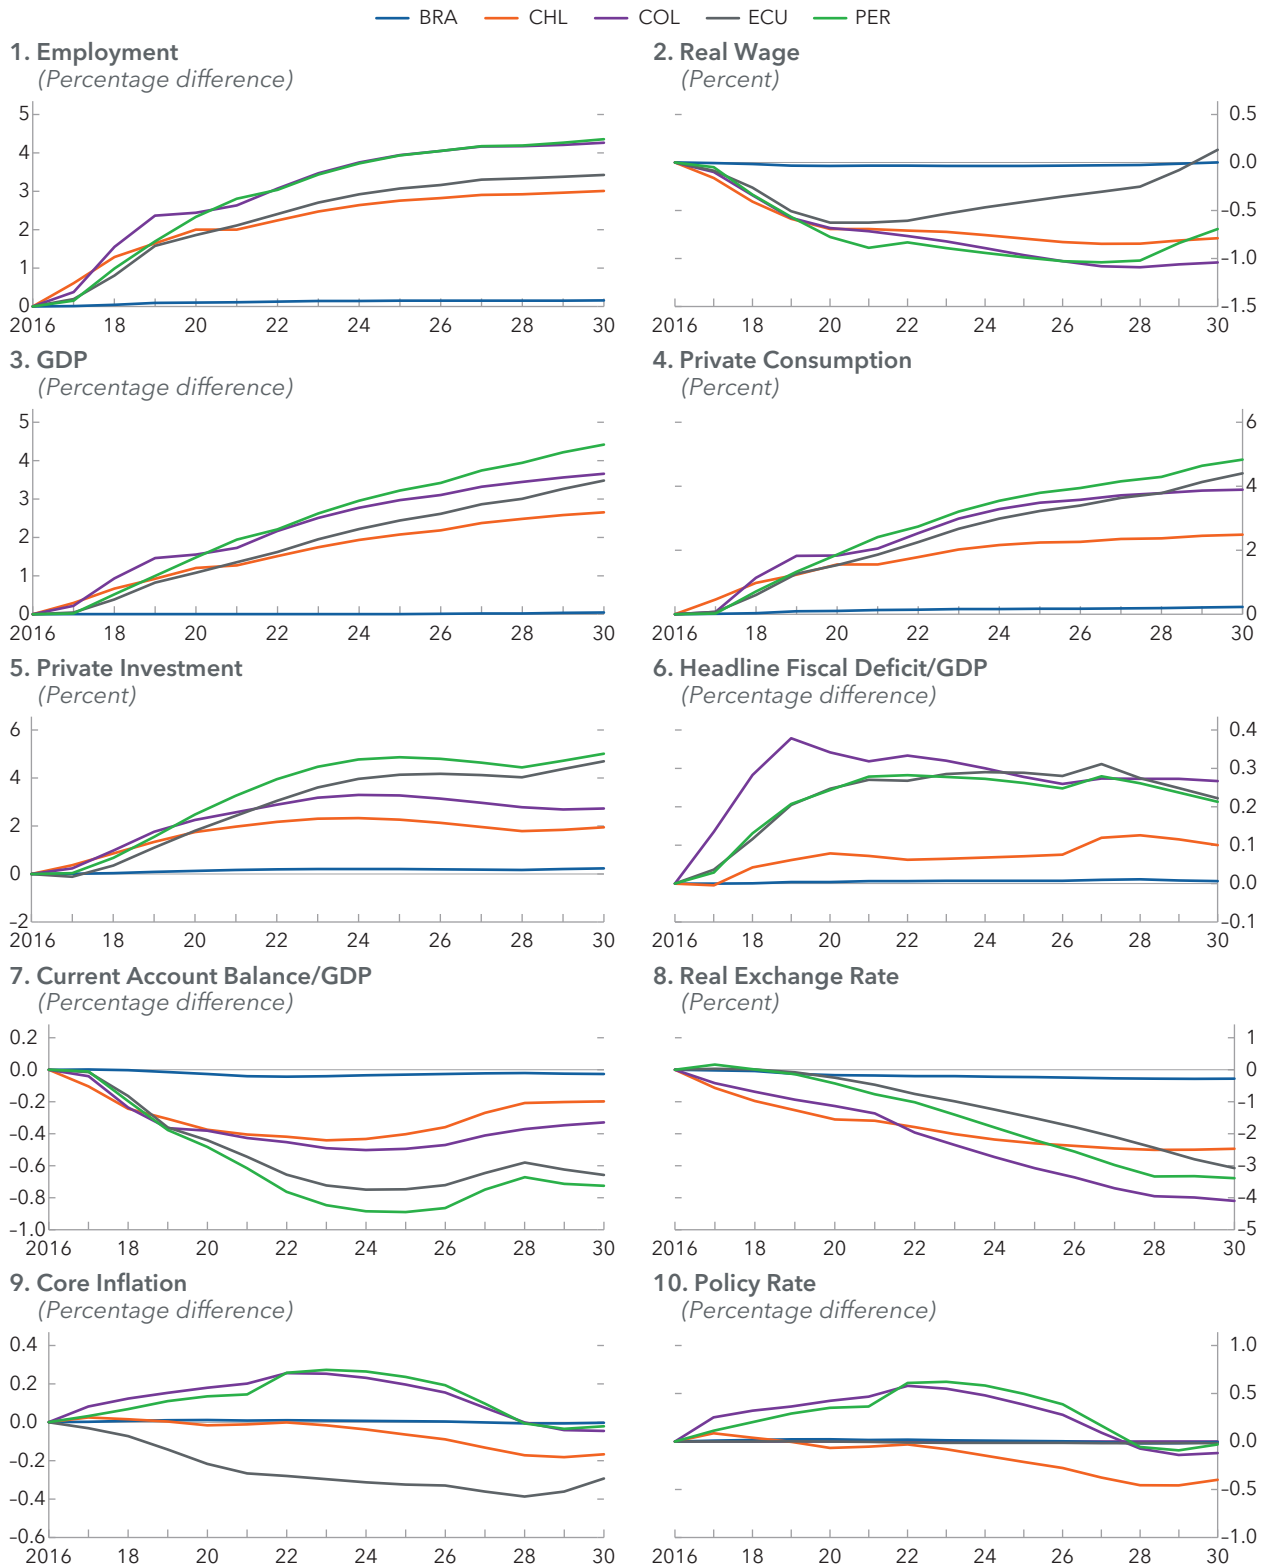 BRA CHL COL ECU PER
1. Employment
(Percentage difference)
5
4
3
2
1
0
2016 18 20 22 24 26 28 30
2. Real Wage
(Percent)
0.5
0.0
–0.5
–1.0
–1.5
2016 18 20 22 24 26 28 30
3. GDP
(Percentage difference)
5
4
3
2
1
0
2016 18 20 22 24 26 28 30
4. Private Consumption
(Percent)
6
4
2
0
2016 18 20 22 24 26 28 30
5. Private Investment
(Percent)
6
4
2
0
–2
2016 18 20 22 24 26 28 30
6. Headline Fiscal Deficit/GDP
(Percentage difference)
0.4
0.3
0.2
0.1
0.0
–0.1
2016 18 20 22 24 26 28 30
7. Current Account Balance/GDP
(Percentage difference)
0.2
0.0
–0.2
–0.4
–0.6
–0.8
–1.0
2016 18 20 22 24 26 28 30
8. Real Exchange Rate
(Percent)
1
0
–1
–2
–3
–4
–5
2016 18 20 22 24 26 28 30
9. Core Inflation
(Percentage difference)
0.4
0.2
0.0
–0.2
–0.4
–0.6
2016 18 20 22 24 26 28 30
10. Policy Rate
(Percentage difference)
1.0
0.5
0.0
–0.5
–1.0
2016 18 20 22 24 26 28 30